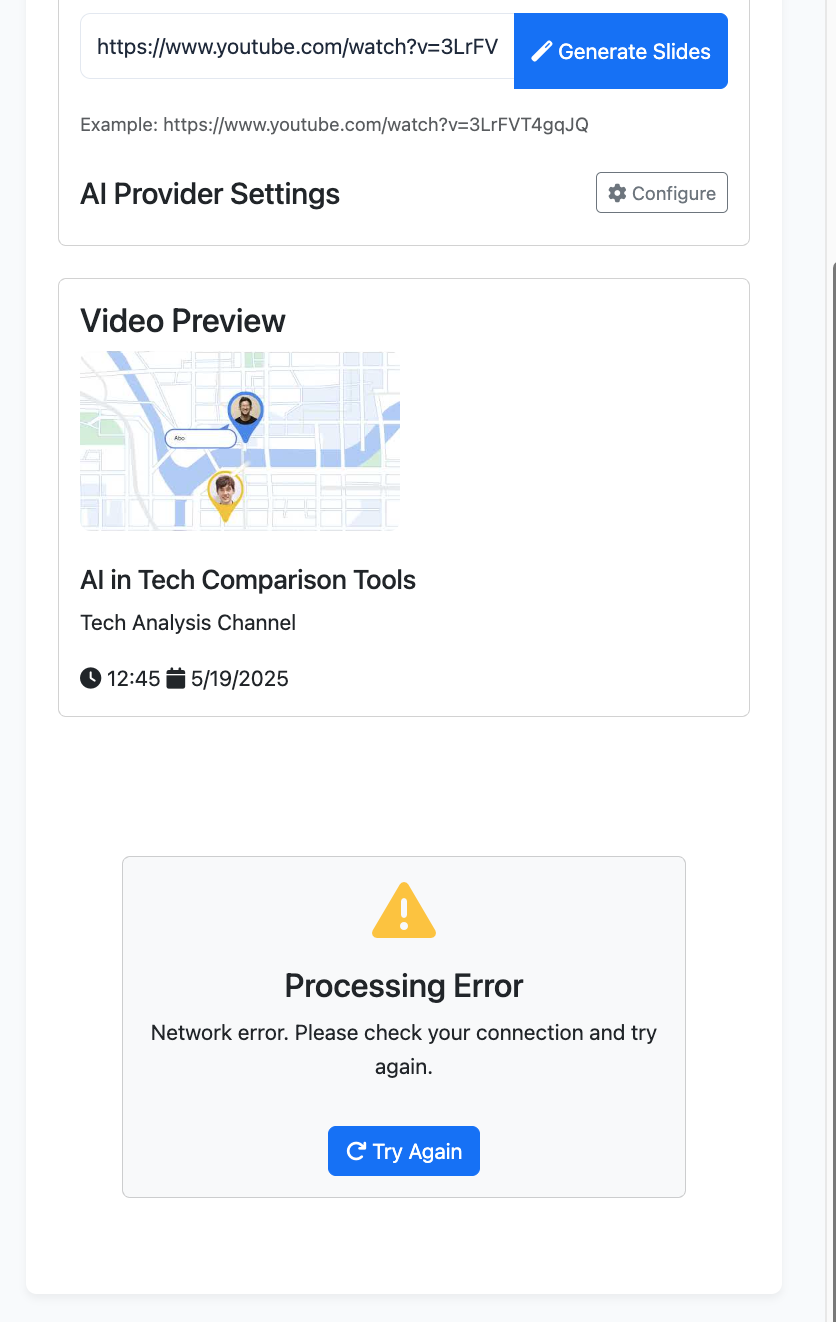 https://www.youtube.com/watch?v=3LrFV
Generate Slides
Example: https://www.youtube.com/watch?v=3LrFVT4gqJQ
AI Provider Settings
Configure
Video Preview
Abo
AI in Tech Comparison Tools
Tech Analysis Channel
12:45 5/19/2025
Processing Error
Network error. Please check your connection and try
again.
Try Again